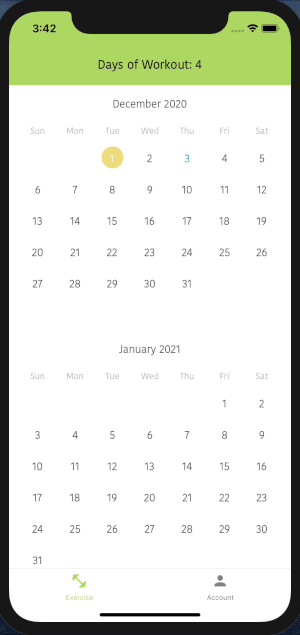 3:42
Days of Workout: 4
December 2020
Sun Mon Tue Wed Thu Fri Sat
1 2 3 4 5
6 7 8 9 10 11 12
13 14 15 16 17 18 19
20 21 22 23 24 25 26
27 28 29 30 31
January 2021
Sun Mon Tue Wed Thu Fri Sat
1 2
3 4 5 6 7 8 9
10 11 12 13 14 15 16
17 18 19 20 21 22 23
24 25 26 27 28 29 30
31
Exercise Account